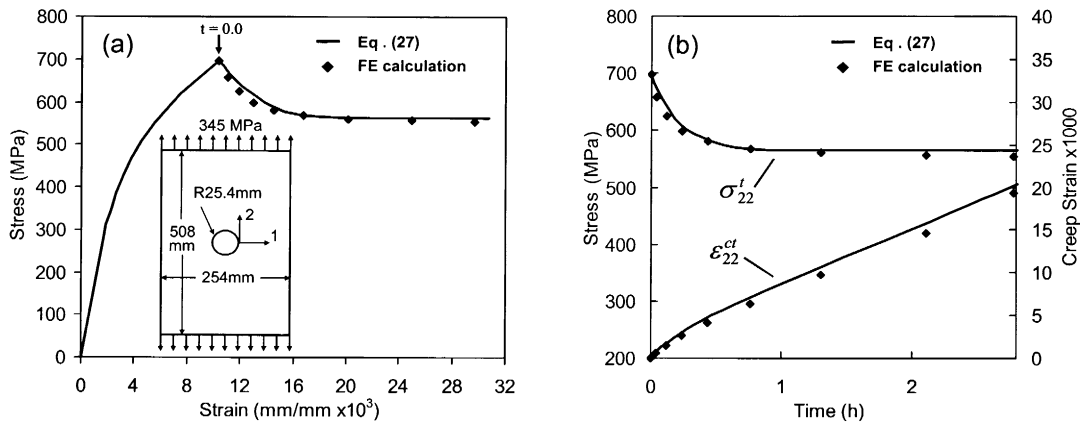 (a)
t = 0.0
Eq . (27)
FE calculation
345 MPa
R25.4mm
2
1
508
mm
254mm
800
700
600
500
400
300
200
100
0
Stress (MPa)
0 4 8 12 16 20 24 28 32
Strain (mm/mm x10³)
(b)
Eq . (27)
FE calculation
σᵗ₂₂
εᶜᵗ₂₂
800
700
600
500
400
300
200
Stress (MPa)
40
35
30
25
20
15
10
5
0
Creep Strain x1000
0 1 2
Time (h)